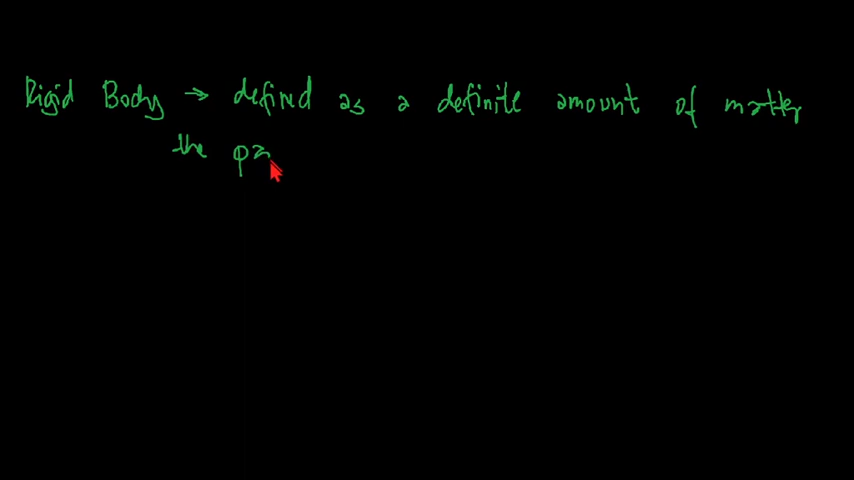 Rigid Body → defined as a definite amount of matter
the pa